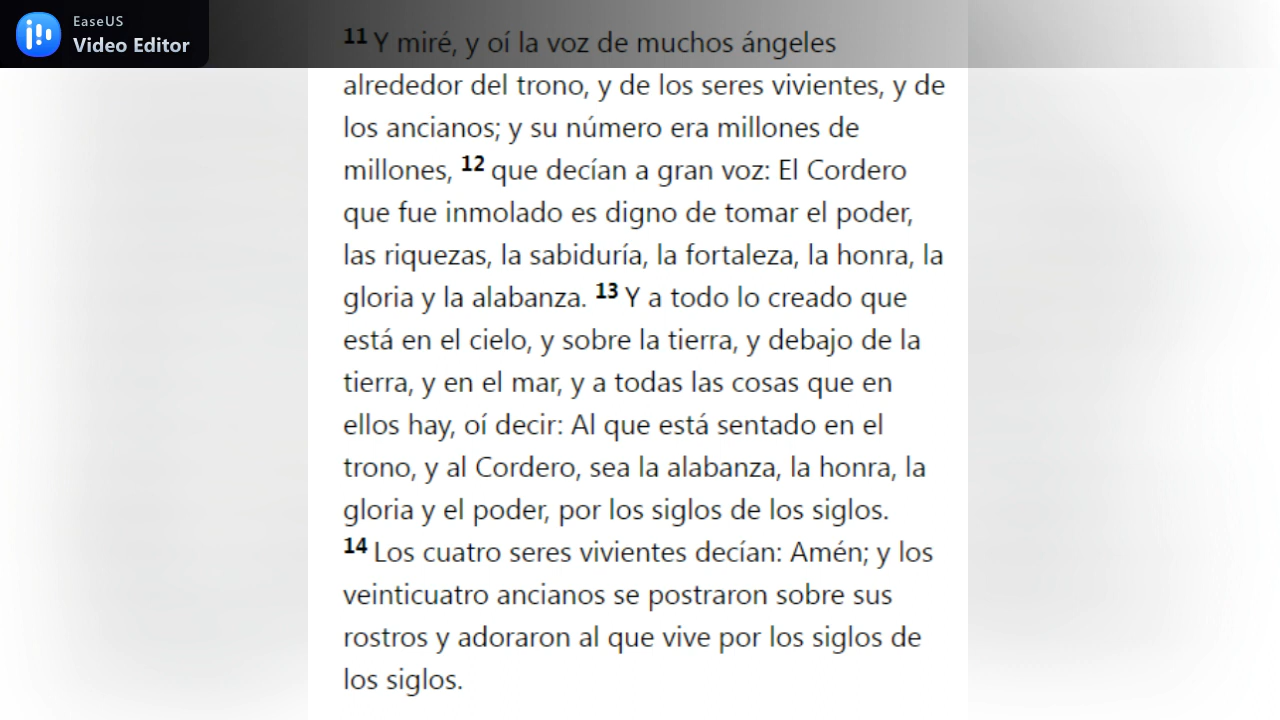 EaseUS
Video Editor
11 Y miré, y oí la voz de muchos ángeles
alrededor del trono, y de los seres vivientes, y de
los ancianos; y su número era millones de
millones, 12 que decían a gran voz: El Cordero
que fue inmolado es digno de tomar el poder,
las riquezas, la sabiduría, la fortaleza, la honra, la
gloria y la alabanza. 13 Y a todo lo creado que
está en el cielo, y sobre la tierra, y debajo de la
tierra, y en el mar, y a todas las cosas que en
ellos hay, oí decir: Al que está sentado en el
trono, y al Cordero, sea la alabanza, la honra, la
gloria y el poder, por los siglos de los siglos.
14 Los cuatro seres vivientes decían: Amén; y los
veinticuatro ancianos se postraron sobre sus
rostros y adoraron al que vive por los siglos de
los siglos.